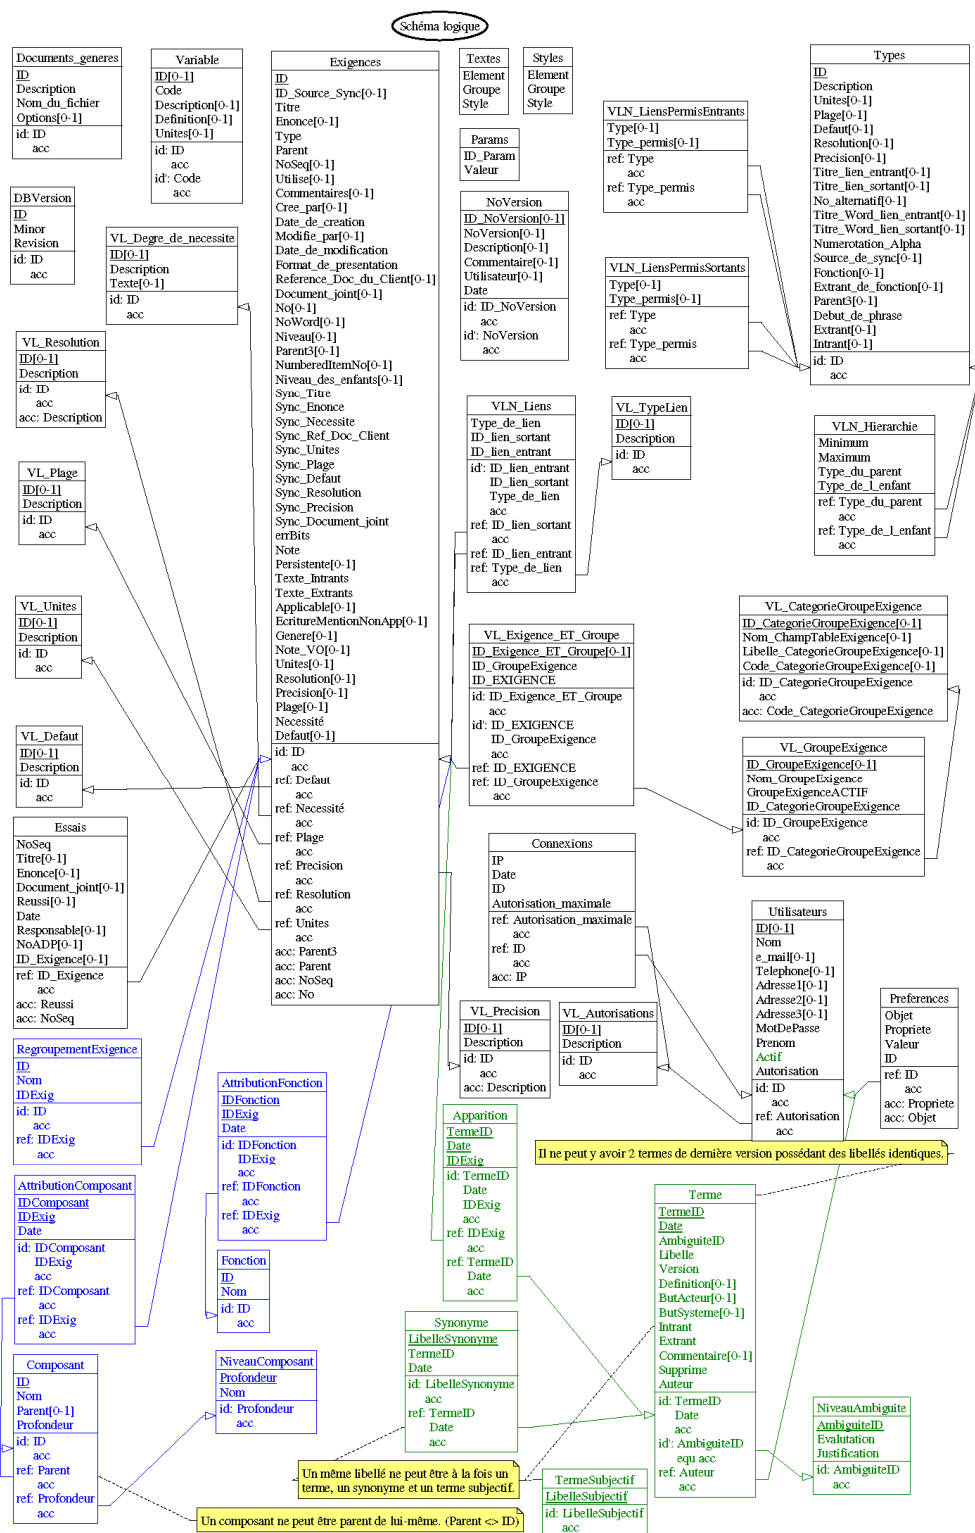 Schéma logique
Documents_generes
ID
Description
Nom_du_fichier
Options[0-1]
id: ID
acc
Variable
ID[0-1]
Code
Description[0-1]
Definition[0-1]
Unites[0-1]
id: ID
acc
id': Code
acc
Exigences
ID
ID_Source_Sync[0-1]
Titre
Enonce[0-1]
Type
Parent
NoSeq[0-1]
Utilise[0-1]
Commentaires[0-1]
Cree_par[0-1]
Date_de_creation
Modifie_par[0-1]
Date_de_modification
Format_de_presentation
Reference_Doc_du_Client[0-1]
Document_joint[0-1]
No[0-1]
NoWord[0-1]
Niveau[0-1]
Parent3[0-1]
NumberedItemNo[0-1]
Niveau_des_enfants[0-1]
Sync_Titre
Sync_Enonce
Sync_Necessite
Sync_Ref_Doc_Client
Sync_Unites
Sync_Plage
Sync_Defaut
Sync_Resolution
Sync_Precision
Sync_Document_joint
errBits
Note
Persistente[0-1]
Texte_Intrants
Texte_Extrants
Applicable[0-1]
EcritureMentionNonApp[0-1]
Genere[0-1]
Note_VO[0-1]
Unites[0-1]
Resolution[0-1]
Precision[0-1]
Plage[0-1]
Necessité
Defaut[0-1]
id: ID
acc
ref: Defaut
acc
ref: Necessité
acc
ref: Plage
acc
ref: Precision
acc
ref: Resolution
acc
ref: Unites
acc
acc: Parent3
acc: Parent
acc: NoSeq
acc: No
Textes
Element
Groupe
Style
Styles
Element
Groupe
Style
Params
ID_Param
Valeur
NoVersion
ID_NoVersion[0-1]
NoVersion[0-1]
Description[0-1]
Commentaire[0-1]
Utilisateur[0-1]
Date
id: ID_NoVersion
acc
id': NoVersion
acc
VLN_LiensPermisEntrants
Type[0-1]
Type_permis[0-1]
ref: Type
acc
ref: Type_permis
acc
VLN_LiensPermisSortants
Type[0-1]
Type_permis[0-1]
ref: Type
acc
ref: Type_permis
acc
Types
ID
Description
Unites[0-1]
Plage[0-1]
Defaut[0-1]
Resolution[0-1]
Precision[0-1]
Titre_lien_entrant[0-1]
Titre_lien_sortant[0-1]
No_alternatif[0-1]
Titre_Word_lien_entrant[0-1]
Titre_Word_lien_sortant[0-1]
Numerotation_Alpha
Source_de_sync[0-1]
Fonction[0-1]
Extrant_de_fonction[0-1]
Parent3[0-1]
Debut_de_phrase
Extrant[0-1]
Intrant[0-1]
id: ID
acc
DBVersion
ID
Minor
Revision
id: ID
acc
VL_Degre_de_necessite
ID[0-1]
Description
Texte[0-1]
id: ID
acc
VL_Resolution
ID[0-1]
Description
id: ID
acc
acc: Description
VL_Plage
ID[0-1]
Description
id: ID
acc
VL_Unites
ID[0-1]
Description
id: ID
acc
VL_Defaut
ID[0-1]
Description
id: ID
acc
Essais
NoSeq
Titre[0-1]
Enonce[0-1]
Document_joint[0-1]
Reussi[0-1]
Date
Responsable[0-1]
NoADP[0-1]
ID_Exigence[0-1]
ref: ID_Exigence
acc
acc: Reussi
acc: NoSeq
VLN_Liens
Type_de_lien
ID_lien_sortant
ID_lien_entrant
id': ID_lien_entrant
ID_lien_sortant
Type_de_lien
acc
ref: ID_lien_sortant
acc
ref: ID_lien_entrant
ref: Type_de_lien
acc
VL_TypeLien
ID[0-1]
Description
id: ID
acc
VLN_Hierarchie
Minimum
Maximum
Type_du_parent
Type_de_l_enfant
ref: Type_du_parent
acc
ref: Type_de_l_enfant
acc
VL_Exigence_ET_Groupe
ID_Exigence_ET_Groupe[0-1]
ID_GroupeExigence
ID_EXIGENCE
id: ID_Exigence_ET_Groupe
acc
id': ID_EXIGENCE
ID_GroupeExigence
acc
ref: ID_EXIGENCE
ref: ID_GroupeExigence
acc
VL_CategorieGroupeExigence
ID_CategorieGroupeExigence[0-1]
Nom_ChampTableExigence[0-1]
Libelle_CategorieGroupeExigence[0-1]
Code_CategorieGroupeExigence[0-1]
id: ID_CategorieGroupeExigence
acc
acc: Code_CategorieGroupeExigence
VL_GroupeExigence
ID_GroupeExigence[0-1]
Nom_GroupeExigence
GroupeExigenceACTIF
ID_CategorieGroupeExigence
id: ID_GroupeExigence
acc
ref: ID_CategorieGroupeExigence
acc
Connexions
IP
Date
ID
Autorisation_maximale
ref: Autorisation_maximale
acc
ref: ID
acc
acc: IP
Utilisateurs
ID[0-1]
Nom
e_mail[0-1]
Telephone[0-1]
Adresse1[0-1]
Adresse2[0-1]
Adresse3[0-1]
MotDePasse
Prenom
Actif
Autorisation
id: ID
acc
ref: Autorisation
acc
Preferences
Objet
Propriete
Valeur
ID
ref: ID
acc
acc: Propriete
acc: Objet
VL_Precision
ID[0-1]
Description
id: ID
acc
acc: Description
VL_Autorisations
ID[0-1]
Description
id: ID
acc
RegroupementExigence
ID
Nom
IDExig
id: ID
acc
ref: IDExig
acc
AttributionFonction
IDFonction
IDExig
Date
id: IDFonction
IDExig
acc
ref: IDFonction
acc
ref: IDExig
acc
Apparition
TermeID
Date
IDExig
id: TermeID
Date
IDExig
acc
ref: IDExig
acc
ref: TermeID
Date
acc
Il ne peut y avoir 2 termes de dernière version possédant des libellés identiques.
AttributionComposant
IDComposant
IDExig
Date
id: IDComposant
IDExig
acc
ref: IDComposant
acc
ref: IDExig
acc
Fonction
ID
Nom
id: ID
acc
Terme
TermeID
Date
AmbiguiteID
Libelle
Version
Definition[0-1]
ButActeur[0-1]
ButSysteme[0-1]
Intrant
Extrant
Commentaire[0-1]
Supprime
Auteur
id: TermeID
Date
acc
id': AmbiguiteID
equ acc
ref: Auteur
acc
Synonyme
LibelleSynonyme
TermeID
Date
id: LibelleSynonyme
acc
ref: TermeID
Date
acc
Composant
ID
Nom
Parent[0-1]
Profondeur
id: ID
acc
ref: Parent
acc
ref: Profondeur
acc
NiveauComposant
Profondeur
Nom
id: Profondeur
acc
NiveauAmbiguite
AmbiguiteID
Evalutation
Justification
id: AmbiguiteID
acc
Un même libellé ne peut être à la fois un
terme, un synonyme et un terme subjectif.
TermeSubjectif
LibelleSubjectif
id: LibelleSubjectif
acc
Un composant ne peut être parent de lui-même. (Parent <> ID)